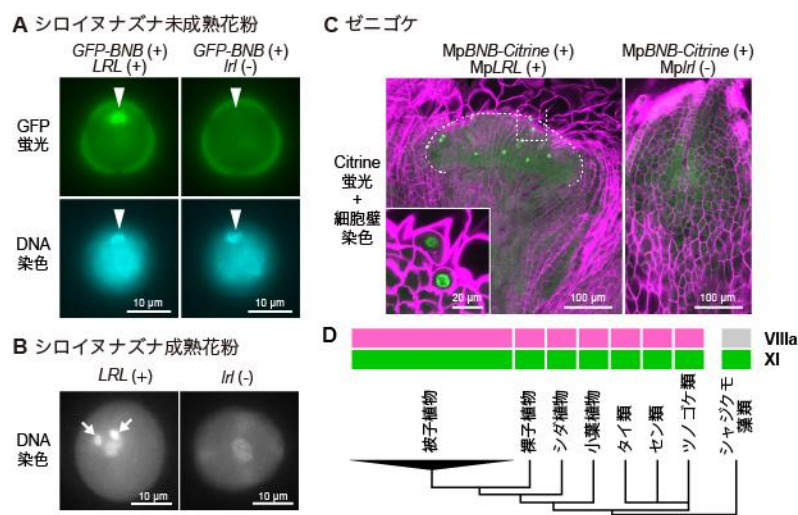 A シロイヌナズナ未成熟花粉
GFP-BNB (+)
LRL (+)
GFP-BNB (+)
lrl (-)
GFP
蛍光
DNA
染色
10 µm
10 µm
B シロイヌナズナ成熟花粉
LRL (+)
lrl (-)
DNA
染色
10 µm
10 µm
C ゼニゴケ
MpBNB-Citrine (+)
MpLRL (+)
MpBNB-Citrine (+)
Mplrl (-)
Citrine
蛍光
+
細胞壁
染色
20 µm
100 µm
100 µm
D
VIIIa
XI
被子植物
裸子植物
シダ植物
小葉植物
タイ類
セン類
ツノゴケ類
シャジクモ
藻類